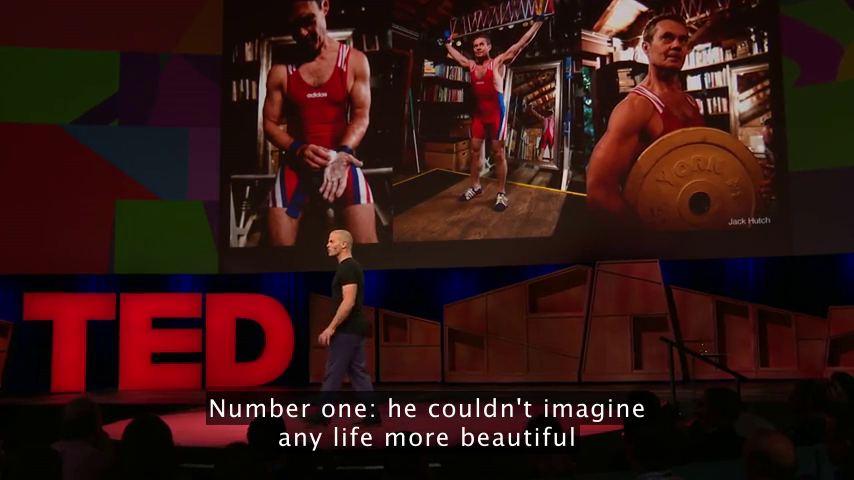 adidas
YORK
Jack Hutch
TED
Number one: he couldn't imagine
any life more beautiful